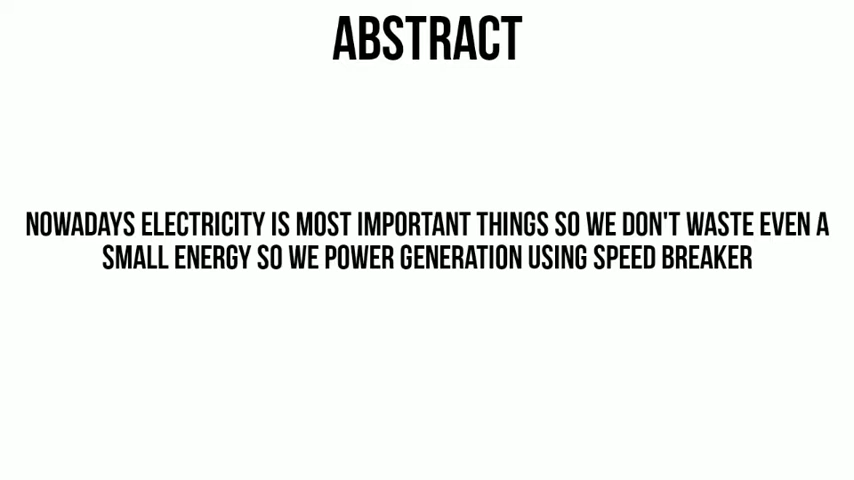 ABSTRACT
NOWADAYS ELECTRICITY IS MOST IMPORTANT THINGS SO WE DON'T WASTE EVEN A
SMALL ENERGY SO WE POWER GENERATION USING SPEED BREAKER